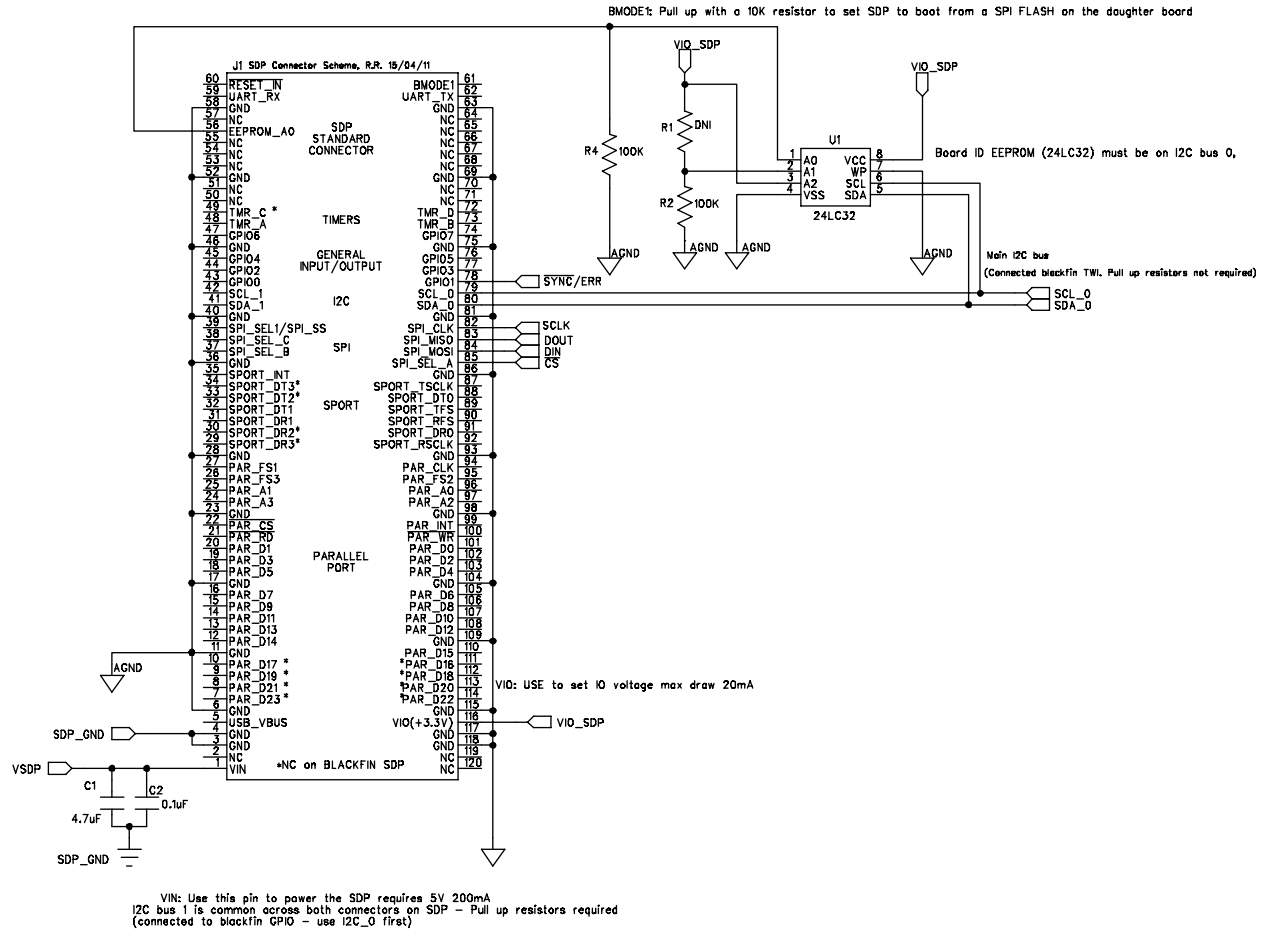 BMODE1: Pull up with a 10K resistor to set SDP to boot from a SPI FLASH on the daughter board
J1 SDP Connector Scheme, R.R. 15/04/11
60 RESET_IN BMODE1 61
59 UART_RX UART_TX 62
58 GND GND 63
57 NC NC 64
56 EEPROM_A0 NC 65
55 NC NC 66
54 NC NC 67
53 NC NC 68
52 GND GND 69
51 NC NC 70
50 NC NC 71
49 TMR_C * TMR_D 72
48 TMR_A TMR_B 73
47 GPIO6 GPIO7 74
46 GND GND 75
45 GPIO4 GPIO5 76
44 GPIO2 GPIO3 77
43 GPIO0 GPIO1 78
42 SCL_1 SCL_0 79
41 SDA_1 SDA_0 80
40 GND GND 81
39 SPI_SEL1/SPI_SS SPI_CLK 82
38 SPI_SEL_C SPI_MISO 83
37 SPI_SEL_B SPI_MOSI 84
36 GND SPI_SEL_A 85
35 SPORT_INT GND 86
34 SPORT_DT3* SPORT_TSCLK 87
33 SPORT_DT2* SPORT_DT0 88
32 SPORT_DT1 SPORT_TFS 89
31 SPORT_DR1 SPORT_RFS 90
30 SPORT_DR2* SPORT_DR0 91
29 SPORT_DR3* SPORT_RSCLK 92
28 GND GND 93
27 PAR_FS1 PAR_CLK 94
26 PAR_FS3 PAR_FS2 95
25 PAR_A1 PAR_A0 96
24 PAR_A3 PAR_A2 97
23 GND GND 98
22 PAR_CS PAR_INT 99
21 PAR_RD PAR_WR 100
20 PAR_D1 PAR_D0 101
19 PAR_D3 PAR_D2 102
18 PAR_D5 PAR_D4 103
17 GND GND 104
16 PAR_D7 PAR_D6 105
15 PAR_D9 PAR_D8 106
14 PAR_D11 PAR_D10 107
13 PAR_D13 PAR_D12 108
12 PAR_D14 GND 109
11 GND PAR_D15 110
10 PAR_D17 * *PAR_D16 111
9 PAR_D19 * *PAR_D18 112
8 PAR_D21 * *PAR_D20 113
7 PAR_D23 * *PAR_D22 114
6 GND GND 115
5 USB_VBUS VIO(+3.3V) 116
4 GND GND 117
3 GND GND 118
2 NC NC 119
1 VIN NC 120
SDP
STANDARD
CONNECTOR
TIMERS
GENERAL
INPUT/OUTPUT
I2C
SPI
SPORT
PARALLEL
PORT
*NC on BLACKFIN SDP
VIO_SDP
R1 DNI
R2 100K
R4 100K
AGND
AGND
AGND
VIO_SDP
U1
1 A0 VCC 8
2 A1 WP 7
3 A2 SCL 6
4 VSS SDA 5
24LC32
AGND
Board ID EEPROM (24LC32) must be on I2C bus 0,
Main I2C bus
(Connected blackfin TWI. Pull up resistors not required)
SCL_0
SDA_0
SYNC/ERR
SCLK
DOUT
DIN
CS
VIO: USE to set IO voltage max draw 20mA
VIO_SDP
AGND
SDP_GND
VSDP
C1
4.7uF
C2
0.1uF
SDP_GND
VIN: Use this pin to power the SDP requires 5V 200mA
I2C bus 1 is common across both connectors on SDP - Pull up resistors required
(connected to blackfin GPIO - use I2C_0 first)